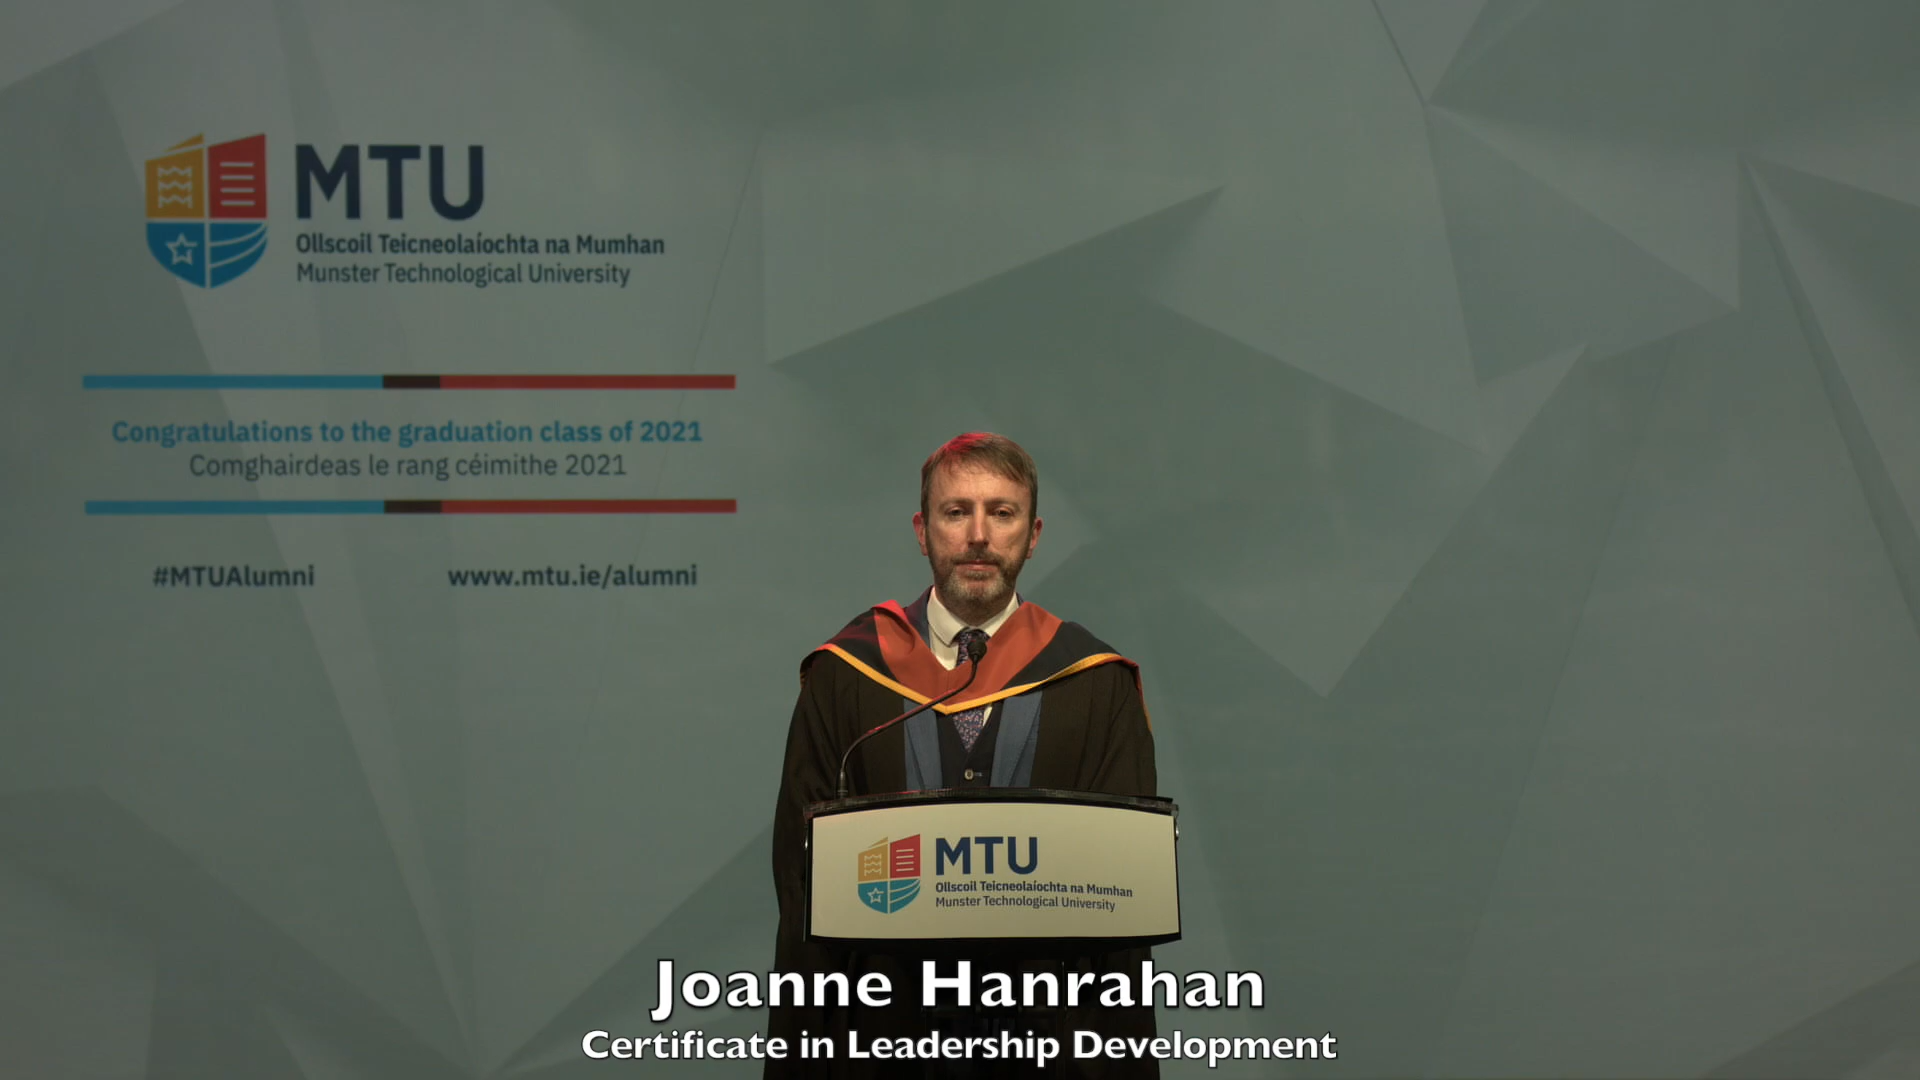 MTU
Ollscoil Teicneolaíochta na Mumhan
Munster Technological University
Congratulations to the graduation class of 2021
Comghairdeas le rang céimithe 2021
#MTUAlumni
www.mtu.ie/alumni
MTU
Ollscoil Teicneolaíochta na Mumhan
Munster Technological University
Joanne Hanrahan
Certificate in Leadership Development